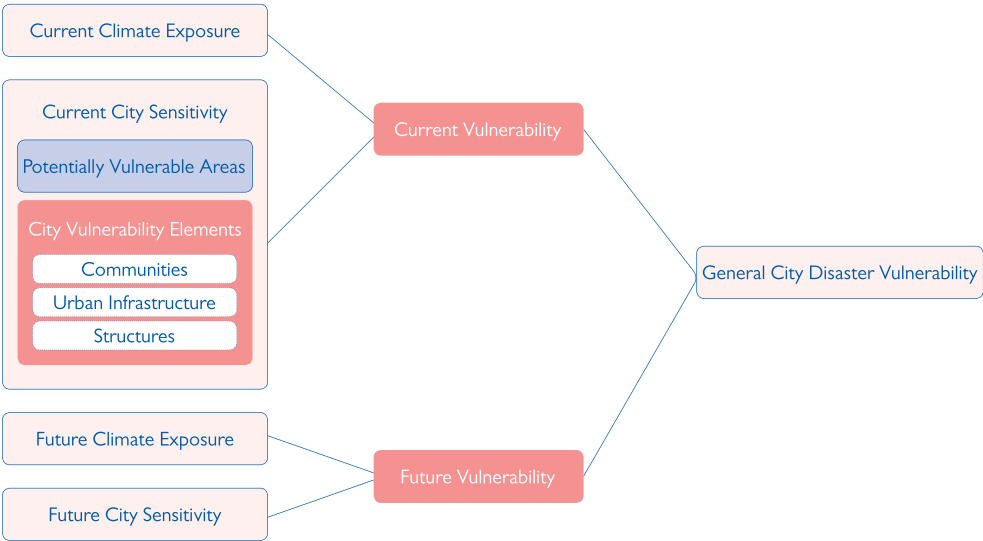 Current Climate Exposure
Current City Sensitivity
Potentially Vulnerable Areas
City Vulnerability Elements
Communities
Urban Infrastructure
Structures
Future Climate Exposure
Future City Sensitivity
Current Vulnerability
Future Vulnerability
General City Disaster Vulnerability